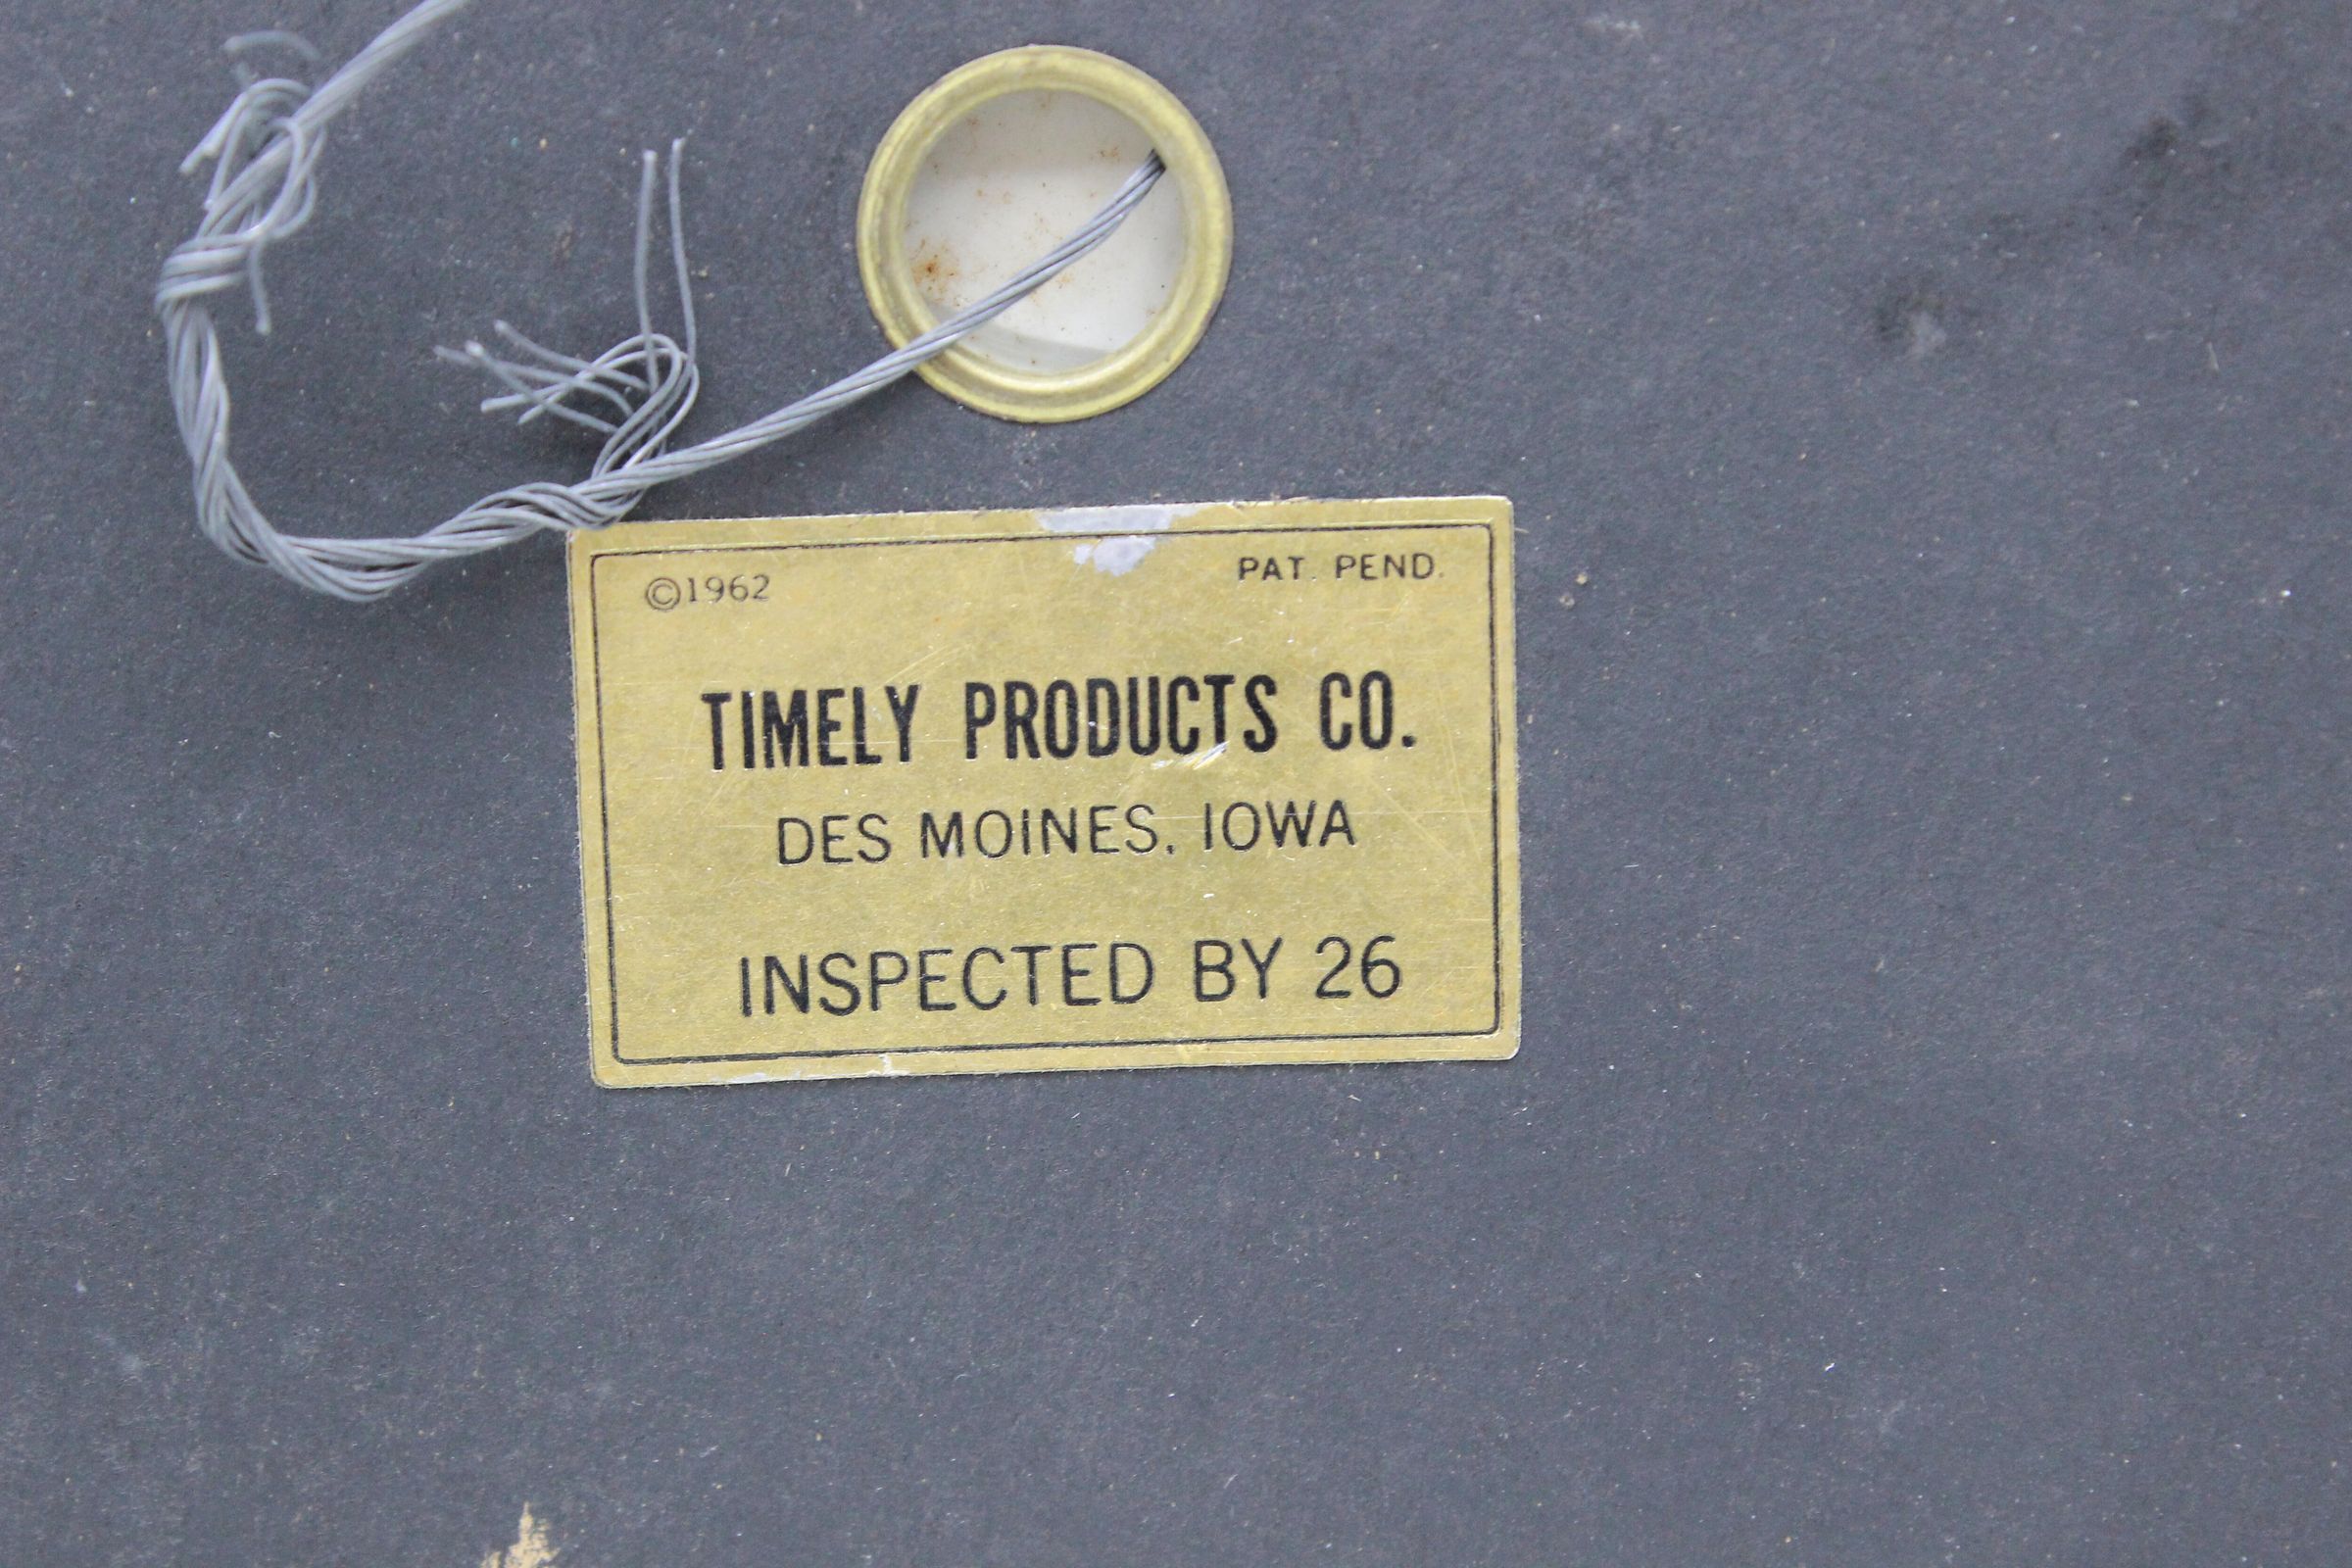 ©1962 PAT. PEND.
TIMELY PRODUCTS CO.
DES MOINES, IOWA
INSPECTED BY 26